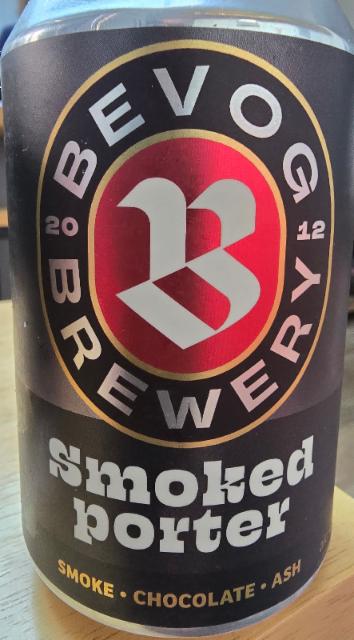 BEVOG
20 12
B
BREWERY
smoked
porter
SMOKE • CHOCOLATE • ASH